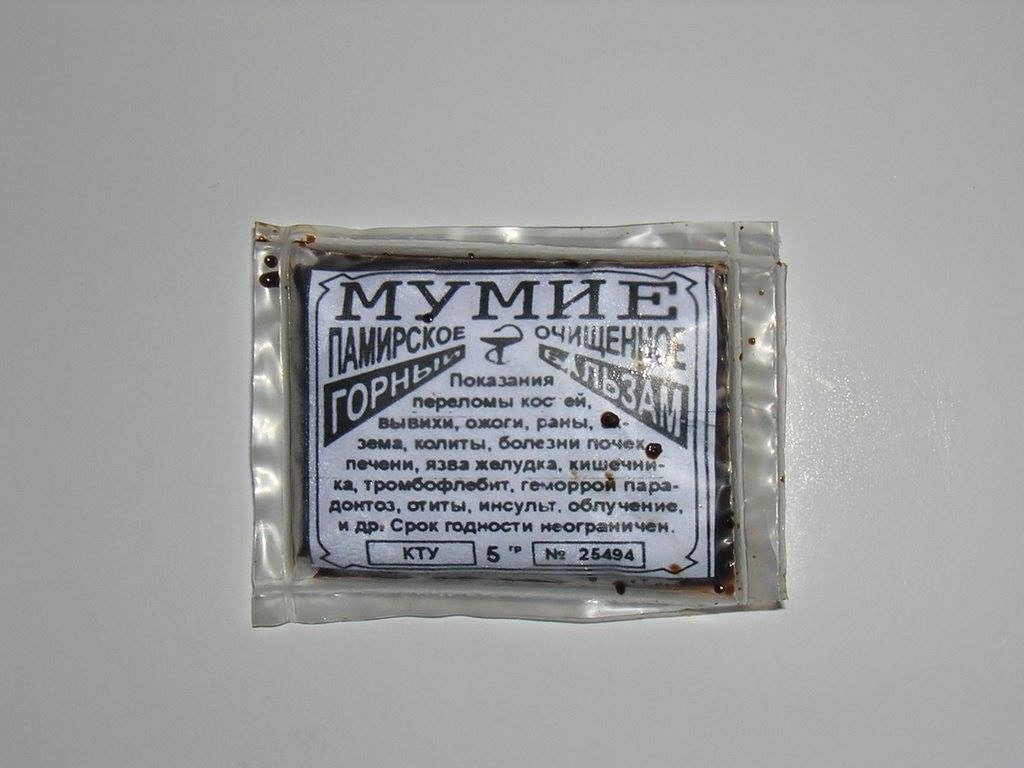 МУМИЕ
ПАМИРСКОЕ ОЧИЩЕННОЕ
ГОРНЫЙ БАЛЬЗАМ
Показания
переломы костей,
вывихи, ожоги, раны,
зема, колиты, болезни почек,
печени, язва желудка, кишечни-
ка, тромбофлебит, геморрой пара-
донтоз, отиты, инсульт, облучение,
и др. Срок годности неограничен.
КТУ 5 гр № 25494